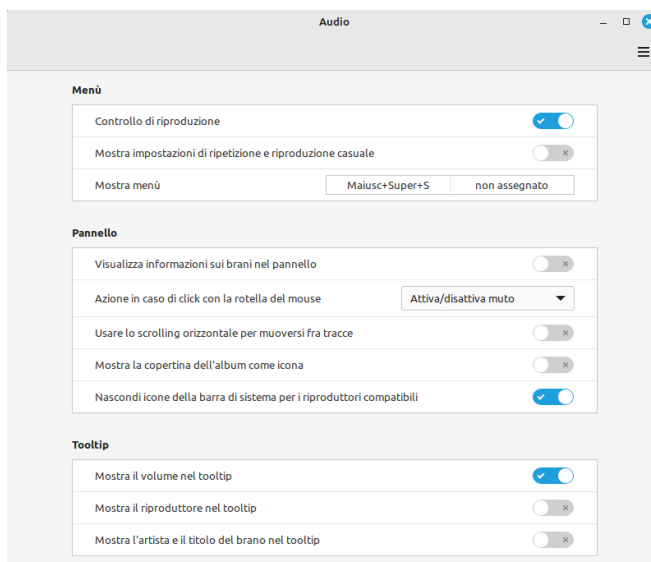 Audio
Menù
Controllo di riproduzione
Mostra impostazioni di ripetizione e riproduzione casuale
Mostra menù Maiusc+Super+S non assegnato
Pannello
Visualizza informazioni sui brani nel pannello
Azione in caso di click con la rotella del mouse Attiva/disattiva muto
Usare lo scrolling orizzontale per muoversi fra tracce
Mostra la copertina dell'album come icona
Nascondi icone della barra di sistema per i riproduttori compatibili
Tooltip
Mostra il volume nel tooltip
Mostra il riproduttore nel tooltip
Mostra l'artista e il titolo del brano nel tooltip